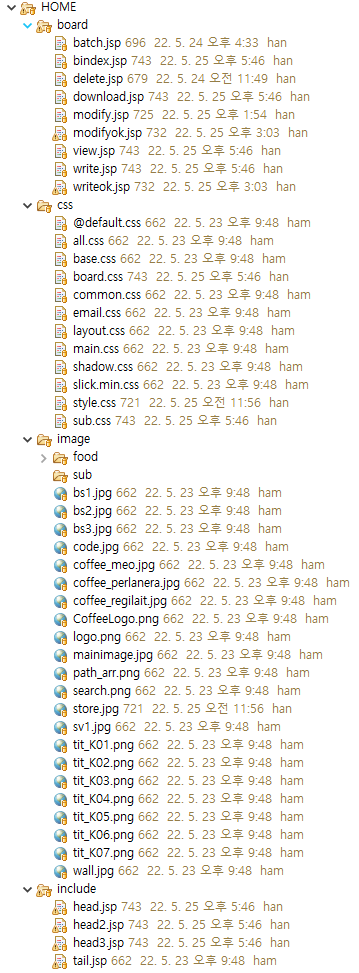 HOME
board
batch.jsp 696 22. 5. 24 오후 4:33 han
bindex.jsp 743 22. 5. 25 오후 5:46 han
delete.jsp 679 22. 5. 24 오전 11:49 han
download.jsp 743 22. 5. 25 오후 5:46 han
modify.jsp 725 22. 5. 25 오후 1:54 han
modifyok.jsp 732 22. 5. 25 오후 3:03 han
view.jsp 743 22. 5. 25 오후 5:46 han
write.jsp 743 22. 5. 25 오후 5:46 han
writeok.jsp 732 22. 5. 25 오후 3:03 han
css
@default.css 662 22. 5. 23 오후 9:48 ham
all.css 662 22. 5. 23 오후 9:48 ham
base.css 662 22. 5. 23 오후 9:48 ham
board.css 743 22. 5. 25 오후 5:46 han
common.css 662 22. 5. 23 오후 9:48 ham
email.css 662 22. 5. 23 오후 9:48 ham
layout.css 662 22. 5. 23 오후 9:48 ham
main.css 662 22. 5. 23 오후 9:48 ham
shadow.css 662 22. 5. 23 오후 9:48 ham
slick.min.css 662 22. 5. 23 오후 9:48 ham
style.css 721 22. 5. 25 오전 11:56 han
sub.css 743 22. 5. 25 오후 5:46 han
image
food
sub
bs1.jpg 662 22. 5. 23 오후 9:48 ham
bs2.jpg 662 22. 5. 23 오후 9:48 ham
bs3.jpg 662 22. 5. 23 오후 9:48 ham
code.jpg 662 22. 5. 23 오후 9:48 ham
coffee_meo.jpg 662 22. 5. 23 오후 9:48 ham
coffee_perlanera.jpg 662 22. 5. 23 오후 9:48 ham
coffee_regilait.jpg 662 22. 5. 23 오후 9:48 ham
CoffeeLogo.png 662 22. 5. 23 오후 9:48 ham
logo.png 662 22. 5. 23 오후 9:48 ham
mainimage.jpg 662 22. 5. 23 오후 9:48 ham
path_arr.png 662 22. 5. 23 오후 9:48 ham
search.png 662 22. 5. 23 오후 9:48 ham
store.jpg 721 22. 5. 25 오전 11:56 han
sv1.jpg 662 22. 5. 23 오후 9:48 ham
tit_K01.png 662 22. 5. 23 오후 9:48 ham
tit_K02.png 662 22. 5. 23 오후 9:48 ham
tit_K03.png 662 22. 5. 23 오후 9:48 ham
tit_K04.png 662 22. 5. 23 오후 9:48 ham
tit_K05.png 662 22. 5. 23 오후 9:48 ham
tit_K06.png 662 22. 5. 23 오후 9:48 ham
tit_K07.png 662 22. 5. 23 오후 9:48 ham
wall.jpg 662 22. 5. 23 오후 9:48 ham
include
head.jsp 743 22. 5. 25 오후 5:46 han
head2.jsp 743 22. 5. 25 오후 5:46 han
head3.jsp 743 22. 5. 25 오후 5:46 han
tail.jsp 662 22. 5. 23 오후 9:48 ham